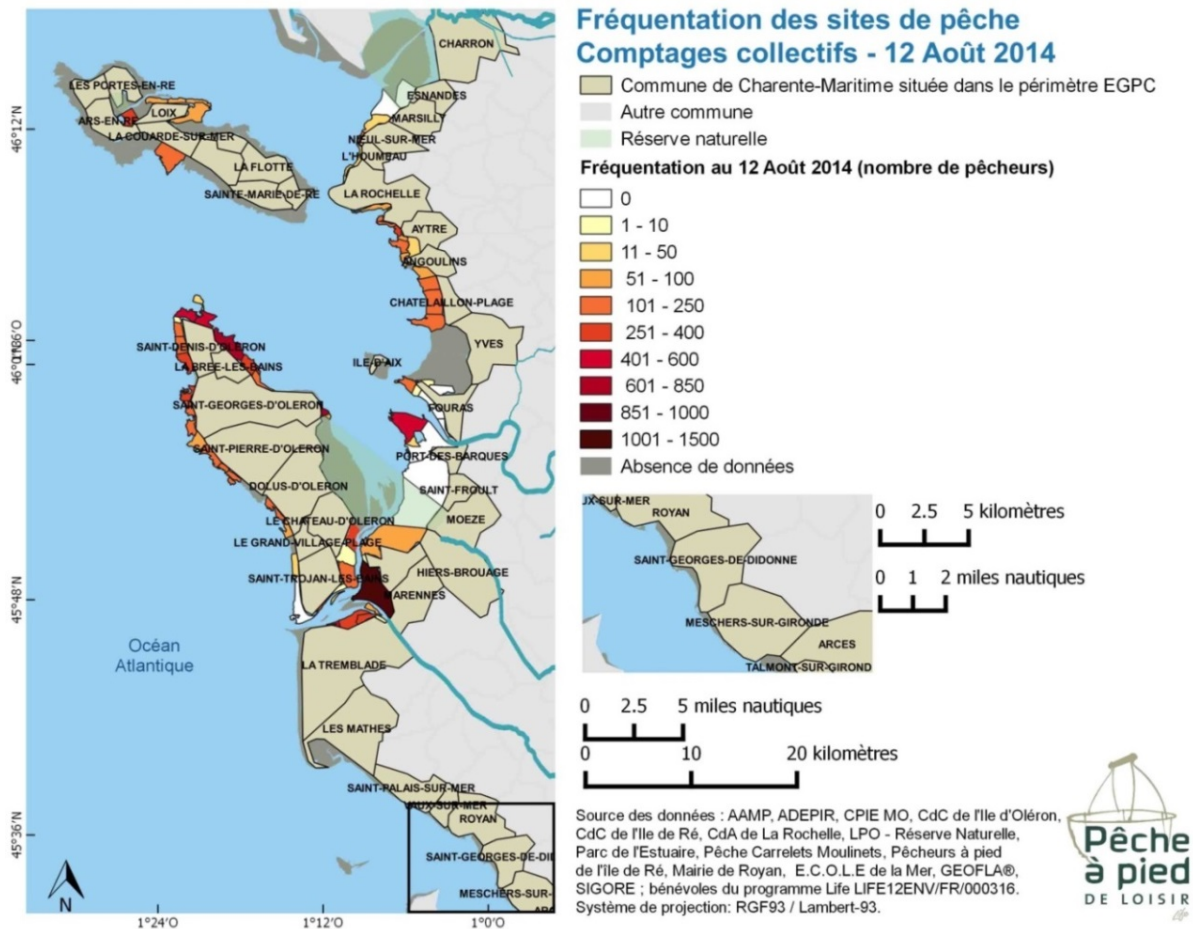 Fréquentation des sites de pêche
Comptages collectifs - 12 Août 2014
Commune de Charente-Maritime située dans le périmètre EGPC
Autre commune
Réserve naturelle
Fréquentation au 12 Août 2014 (nombre de pêcheurs)
0
1 - 10
11 - 50
51 - 100
101 - 250
251 - 400
401 - 600
601 - 850
851 - 1000
1001 - 1500
Absence de données
CHARRON
LES PORTES-EN-RE
ESNANDES
LOIX
ARS-EN-RE
MARSILLY
LA COUARDE-SUR-MER
NIEUL-SUR-MER
L'HOUMEAU
LA FLOTTE
SAINTE-MARIE-DE-RE
LA ROCHELLE
AYTRE
ANGOULINS
CHATELAILLON-PLAGE
SAINT-DENIS-D'OLERON
YVES
ILE-D'AIX
LA BREE-LES-BAINS
SAINT-GEORGES-D'OLERON
FOURAS
SAINT-PIERRE-D'OLERON
PORT-DES-BARQUES
DOLUS-D'OLERON
SAINT-FROULT
LE CHATEAU-D'OLERON
MOEZE
LE GRAND-VILLAGE-PLAGE
SAINT-TROJAN-LES-BAINS
HIERS-BROUAGE
MARENNES
Océan
Atlantique
LA TREMBLADE
LES MATHES
SAINT-PALAIS-SUR-MER
VAUX-SUR-MER
ROYAN
SAINT-GEORGES-DE-DI
MESCHERS-SUR-
46°12'N
45°48'N
45°36'N
N
1°24'O
1°12'O
1°0'O
UX-SUR-MER
ROYAN
SAINT-GEORGES-DE-DIDONNE
MESCHERS-SUR-GIRONDE
ARCES
TALMONT-SUR-GIROND
0 2.5 5 kilomètres
0 1 2 miles nautiques
0 2.5 5 miles nautiques
0 10 20 kilomètres
Source des données : AAMP, ADEPIR, CPIE MO, CdC de l'Ile d'Oléron,
CdC de l'Ile de Ré, CdA de La Rochelle, LPO - Réserve Naturelle,
Parc de l'Estuaire, Pêche Carrelets Moulinets, Pêcheurs à pied
de l'Ile de Ré, Mairie de Royan, E.C.O.L.E de la Mer, GEOFLA®,
SIGORE ; bénévoles du programme Life LIFE12ENV/FR/000316.
Système de projection: RGF93 / Lambert-93.
Pêche
à pied
DE LOISIR